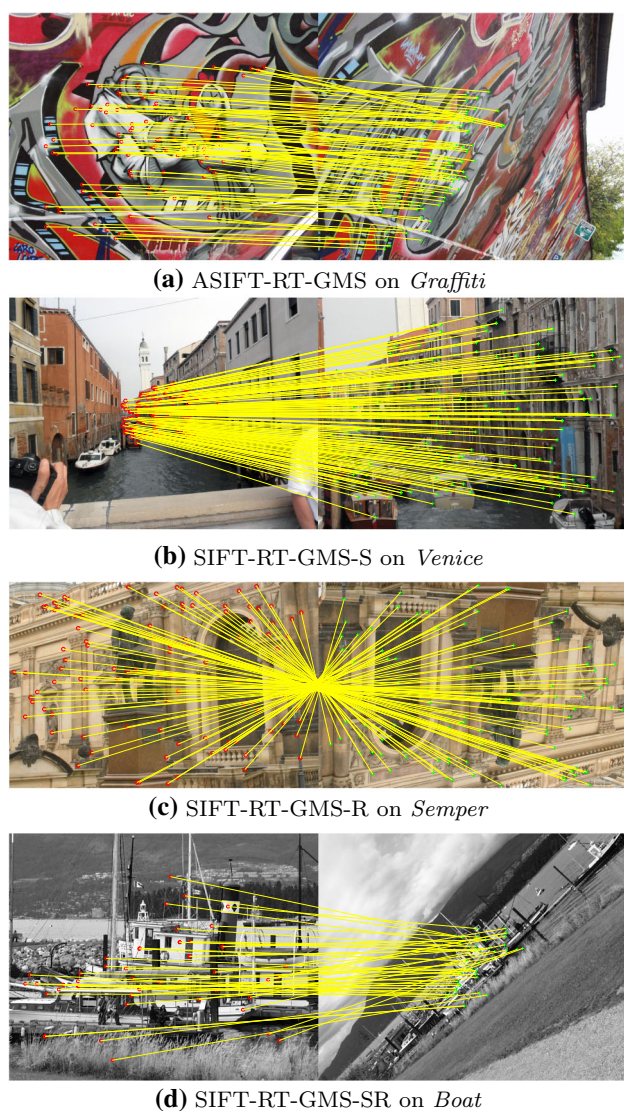 (a) ASIFT-RT-GMS on Graffiti
(b) SIFT-RT-GMS-S on Venice
(c) SIFT-RT-GMS-R on Semper
(d) SIFT-RT-GMS-SR on Boat